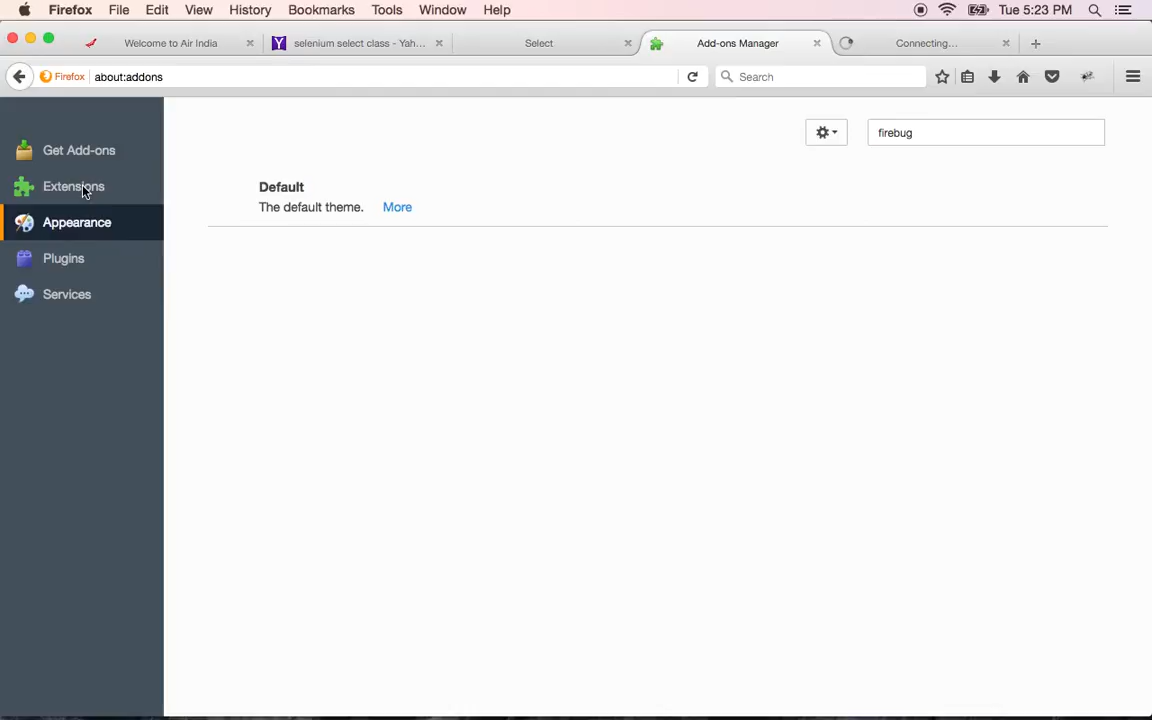 Firefox File Edit View History Bookmarks Tools Window Help Tue 5:23 PM
Welcome to Air India selenium select class - Yah... Select Add-ons Manager Connecting...
Firefox about:addons Search
Get Add-ons
firebug
Extensions
Default
The default theme. More
Appearance
Plugins
Services